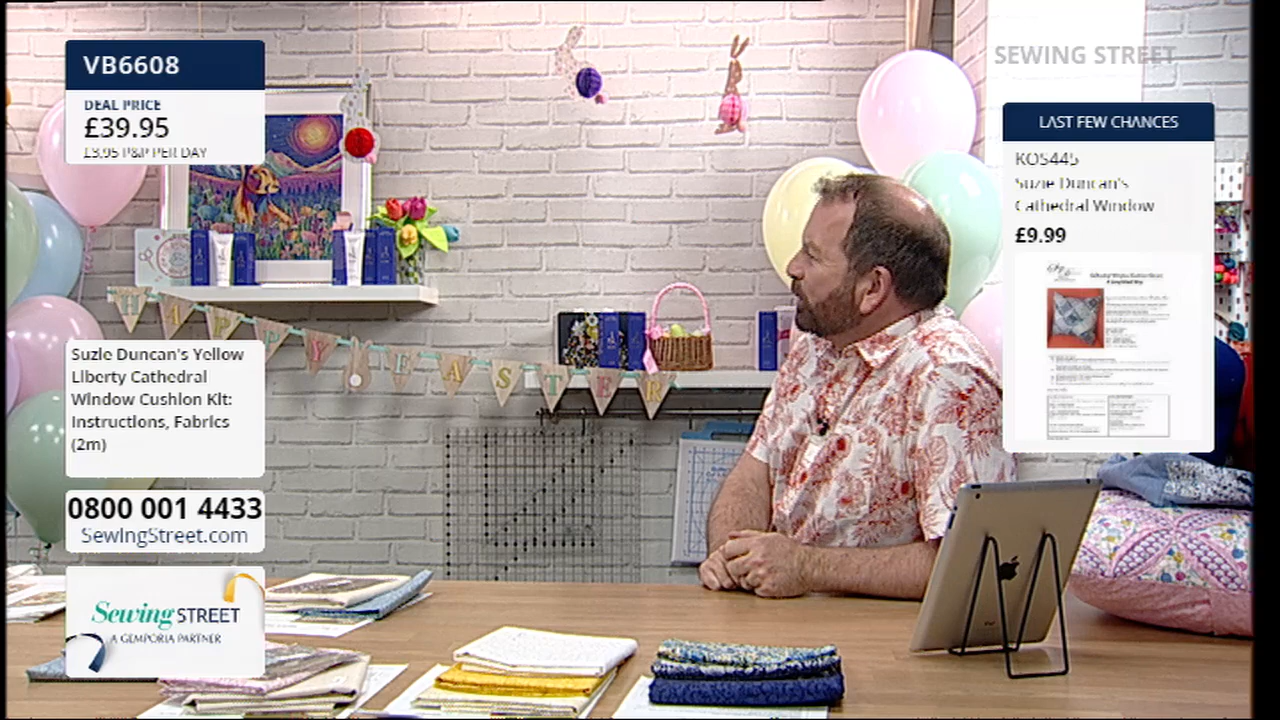 VB6608
DEAL PRICE
£39.95
£3.95 P&P PER DAY
Suzie Duncan's Yellow
Liberty Cathedral
Window Cushion Kit:
Instructions, Fabrics
(2m)
0800 001 4433
SewingStreet.com
Sewing STREET
A GEMPORIA PARTNER
HAPPY EASTER
SEWING STREET
LAST FEW CHANCES
KOS445
Suzie Duncan's
Cathedral Window
£9.99